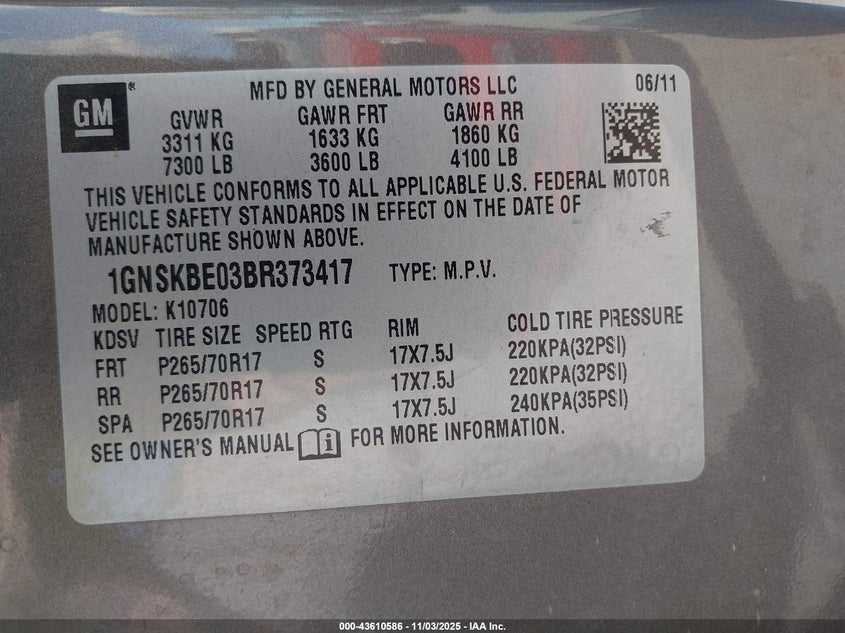 GM
MFD BY GENERAL MOTORS LLC 06/11
GVWR GAWR FRT GAWR RR
3311 KG 1633 KG 1860 KG
7300 LB 3600 LB 4100 LB
THIS VEHICLE CONFORMS TO ALL APPLICABLE U.S. FEDERAL MOTOR
VEHICLE SAFETY STANDARDS IN EFFECT ON THE DATE OF
MANUFACTURE SHOWN ABOVE.
1GNSKBE03BR373417 TYPE: M.P.V.
MODEL: K10706
KDSV TIRE SIZE SPEED RTG RIM COLD TIRE PRESSURE
FRT P265/70R17 S 17X7.5J 220KPA(32PSI)
RR P265/70R17 S 17X7.5J 220KPA(32PSI)
SPA P265/70R17 S 17X7.5J 240KPA(35PSI)
SEE OWNER'S MANUAL i FOR MORE INFORMATION.
000-43610586 - 11/03/2025 - IAA Inc.